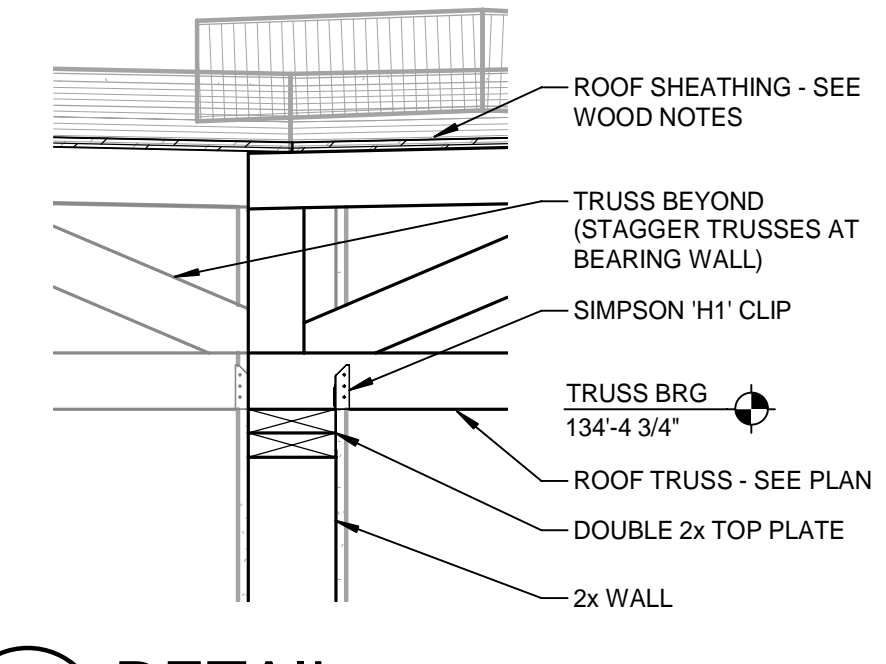 ROOF SHEATHING - SEE
WOOD NOTES
TRUSS BEYOND
(STAGGER TRUSSES AT
BEARING WALL)
SIMPSON 'H1' CLIP
TRUSS BRG
134'-4 3/4"
ROOF TRUSS - SEE PLAN
DOUBLE 2x TOP PLATE
2x WALL
DETAIL